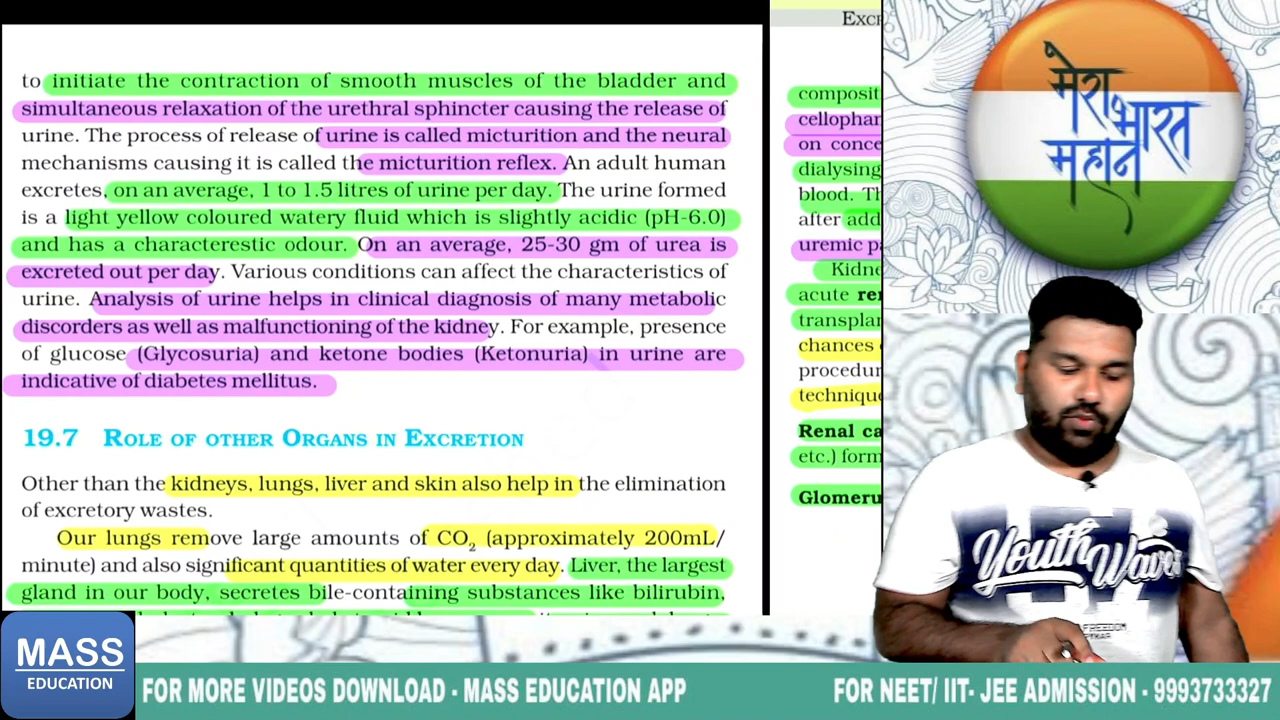 to initiate the contraction of smooth muscles of the bladder and
simultaneous relaxation of the urethral sphincter causing the release of
urine. The process of release of urine is called micturition and the neural
mechanisms causing it is called the micturition reflex. An adult human
excretes, on an average, 1 to 1.5 litres of urine per day. The urine formed
is a light yellow coloured watery fluid which is slightly acidic (pH-6.0)
and has a characterestic odour. On an average, 25-30 gm of urea is
excreted out per day. Various conditions can affect the characteristics of
urine. Analysis of urine helps in clinical diagnosis of many metabolic
discorders as well as malfunctioning of the kidney. For example, presence
of glucose (Glycosuria) and ketone bodies (Ketonuria) in urine are
indicative of diabetes mellitus.
19.7 ROLE OF OTHER ORGANS IN EXCRETION
Other than the kidneys, lungs, liver and skin also help in the elimination
of excretory wastes.
Our lungs remove large amounts of CO2 (approximately 200mL/
minute) and also significant quantities of water every day. Liver, the largest
gland in our body, secretes bile-containing substances like bilirubin,
EXCR
composit
cellophan
on conce
dialysing
blood. Th
after add
uremic pa
Kidne
acute ren
transplan
chances o
procedur
technique
Renal ca
etc.) form
Glomeru
मेरा
भारत
महान
Youth
Waves
FREEDOM
MASS
EDUCATION
FOR MORE VIDEOS DOWNLOAD - MASS EDUCATION APP
FOR NEET/ IIT- JEE ADMISSION - 9993733327